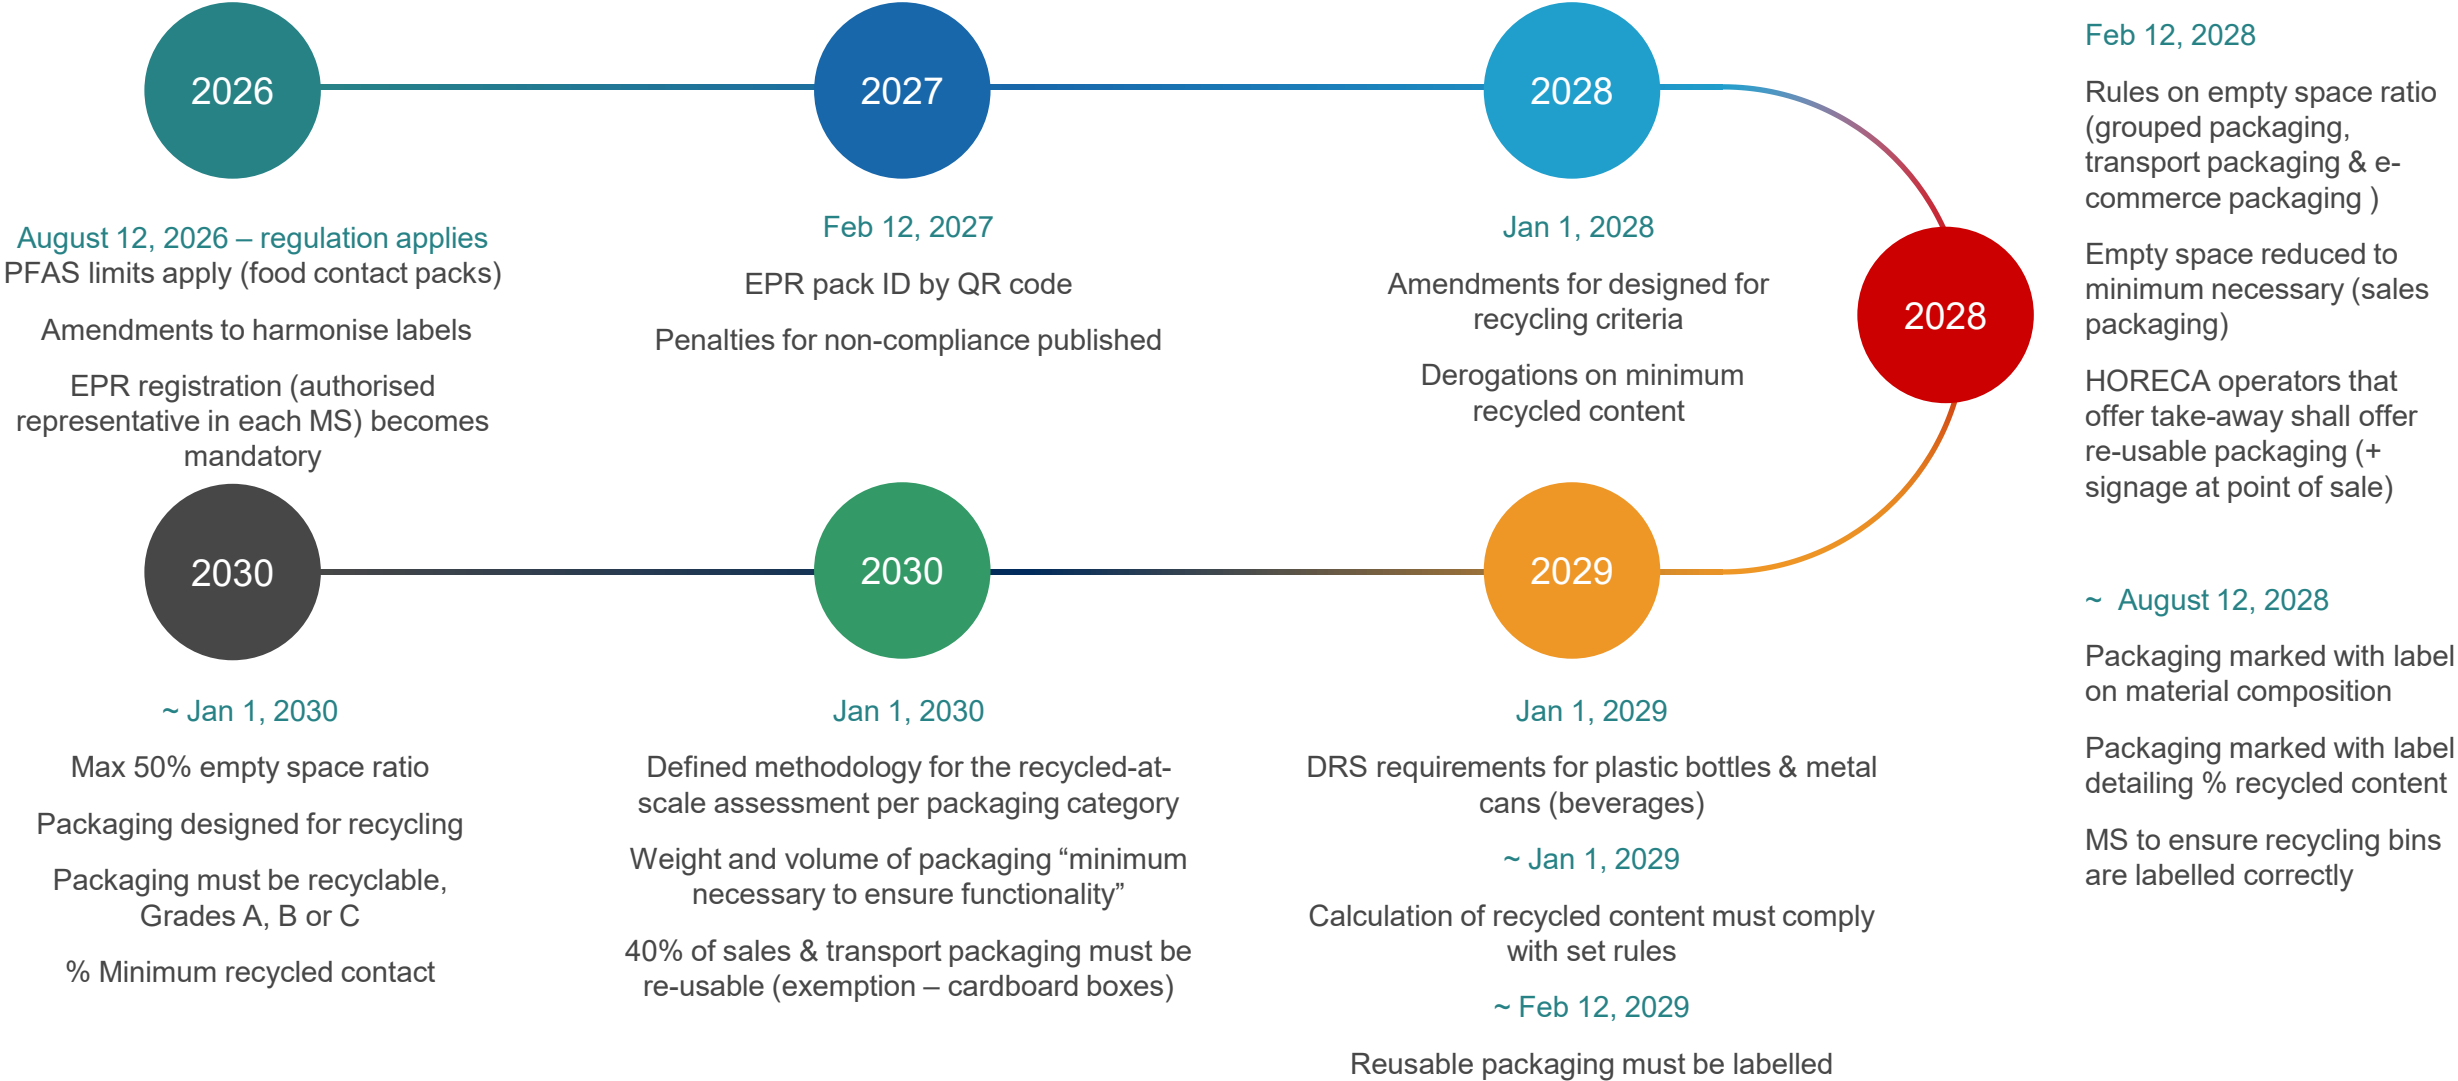 2026
August 12, 2026 – regulation applies
PFAS limits apply (food contact packs)
Amendments to harmonise labels
EPR registration (authorised
representative in each MS) becomes
mandatory
2027
Feb 12, 2027
EPR pack ID by QR code
Penalties for non-compliance published
2028
Jan 1, 2028
Amendments for designed for
recycling criteria
Derogations on minimum
recycled content
2028
Feb 12, 2028
Rules on empty space ratio
(grouped packaging,
transport packaging & e-
commerce packaging )
Empty space reduced to
minimum necessary (sales
packaging)
HORECA operators that
offer take-away shall offer
re-usable packaging (+
signage at point of sale)
~ August 12, 2028
Packaging marked with label
on material composition
Packaging marked with label
detailing % recycled content
MS to ensure recycling bins
are labelled correctly
2029
Jan 1, 2029
DRS requirements for plastic bottles & metal
cans (beverages)
~ Jan 1, 2029
Calculation of recycled content must comply
with set rules
~ Feb 12, 2029
Reusable packaging must be labelled
2030
Jan 1, 2030
Defined methodology for the recycled-at-
scale assessment per packaging category
Weight and volume of packaging “minimum
necessary to ensure functionality”
40% of sales & transport packaging must be
re-usable (exemption – cardboard boxes)
2030
~ Jan 1, 2030
Max 50% empty space ratio
Packaging designed for recycling
Packaging must be recyclable,
Grades A, B or C
% Minimum recycled contact